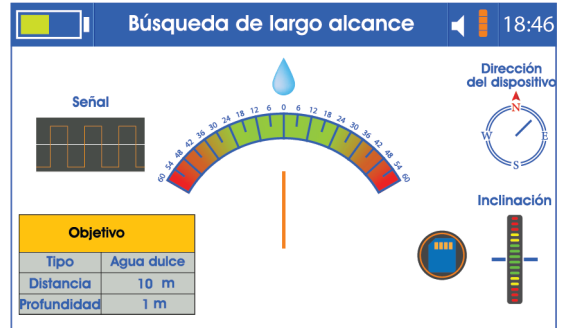 Búsqueda de largo alcance
18:46
Dirección
del dispositivo
Señal
60 54 48 42 36 30 24 18 12 6 0 6 12 18 24 30 36 42 48 54 60
N
W
E
S
Inclinación
Objetivo
Tipo Agua dulce
Distancia 10 m
Profundidad 1 m